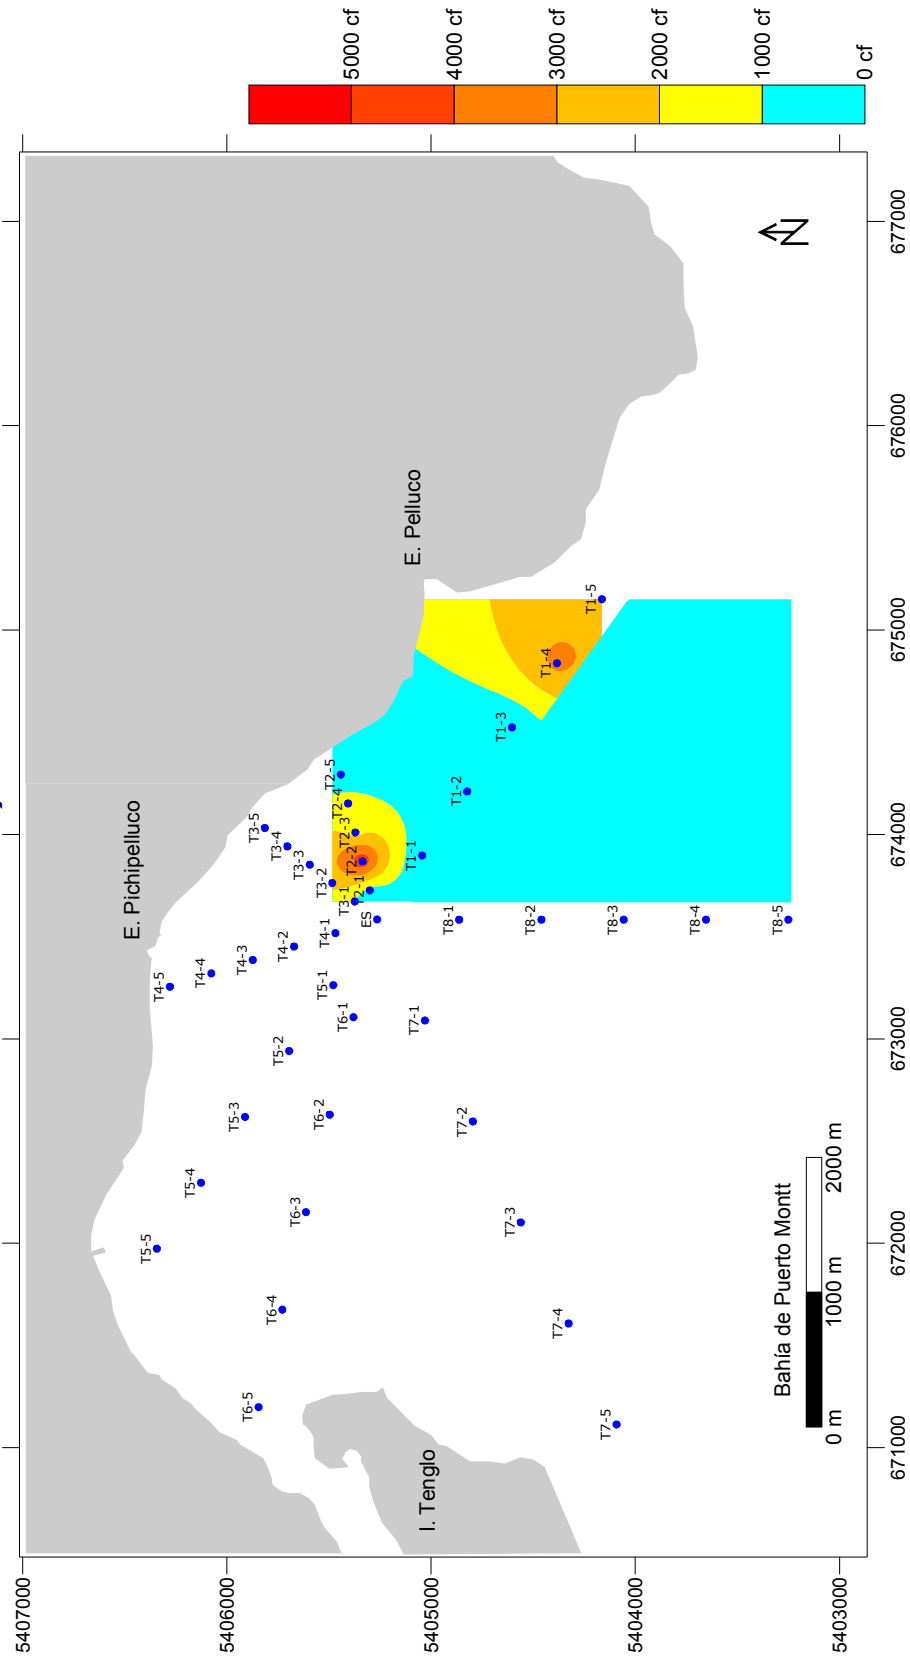 5407000
5406000
5405000
5404000
5403000
671000
672000
673000
674000
675000
676000
677000
E. Pichipelluco
E. Pelluco
I. Tenglo
T4-5
T4-4
T4-3
T4-2
T4-1
T3-5
T3-4
T3-3
T3-2
T3-1
T2-5
T2-4
T2-3
T2-2
2-1
ES
T1-1
T1-2
T1-3
T1-4
T1-5
T5-1
T5-2
T5-3
T5-4
T5-5
T6-1
T6-2
T6-3
T6-4
T6-5
T7-1
T7-2
T7-3
T7-4
T7-5
T8-1
T8-2
T8-3
T8-4
T8-5
Bahía de Puerto Montt
0 m 1000 m 2000 m
N
5000 cf
4000 cf
3000 cf
2000 cf
1000 cf
0 cf